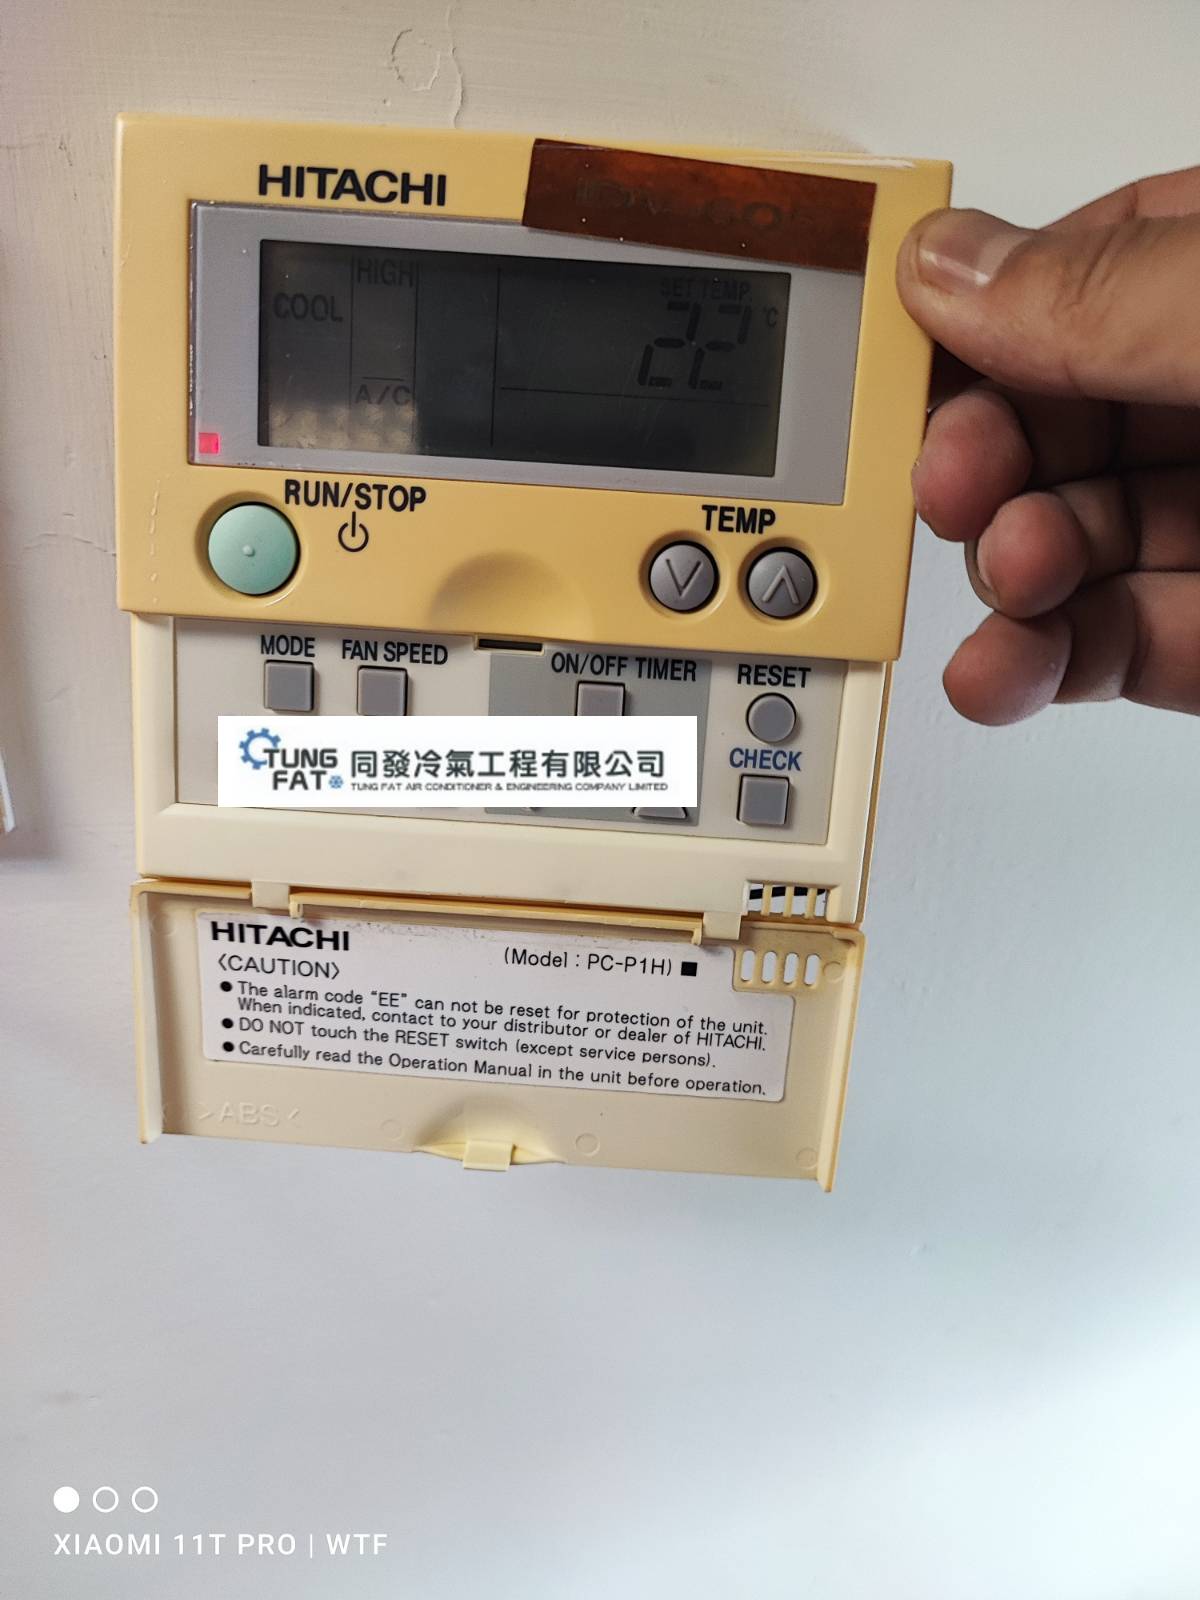 HITACHI
HIGH
COOL
SET TEMP.
22 °C
A/C
RUN/STOP
TEMP
MODE
FAN SPEED
ON/OFF TIMER
RESET
TUNG FAT
同發冷氣工程有限公司
TUNG FAT AIR CONDITIONER & ENGINEERING COMPANY LIMITED
CHECK
HITACHI
(Model : PC-P1H) ■
〈CAUTION〉
● The alarm code “EE” can not be reset for protection of the unit.
When indicated, contact to your distributor or dealer of HITACHI.
● DO NOT touch the RESET switch (except service persons).
● Carefully read the Operation Manual in the unit before operation.
>ABS<
XIAOMI 11T PRO | WTF